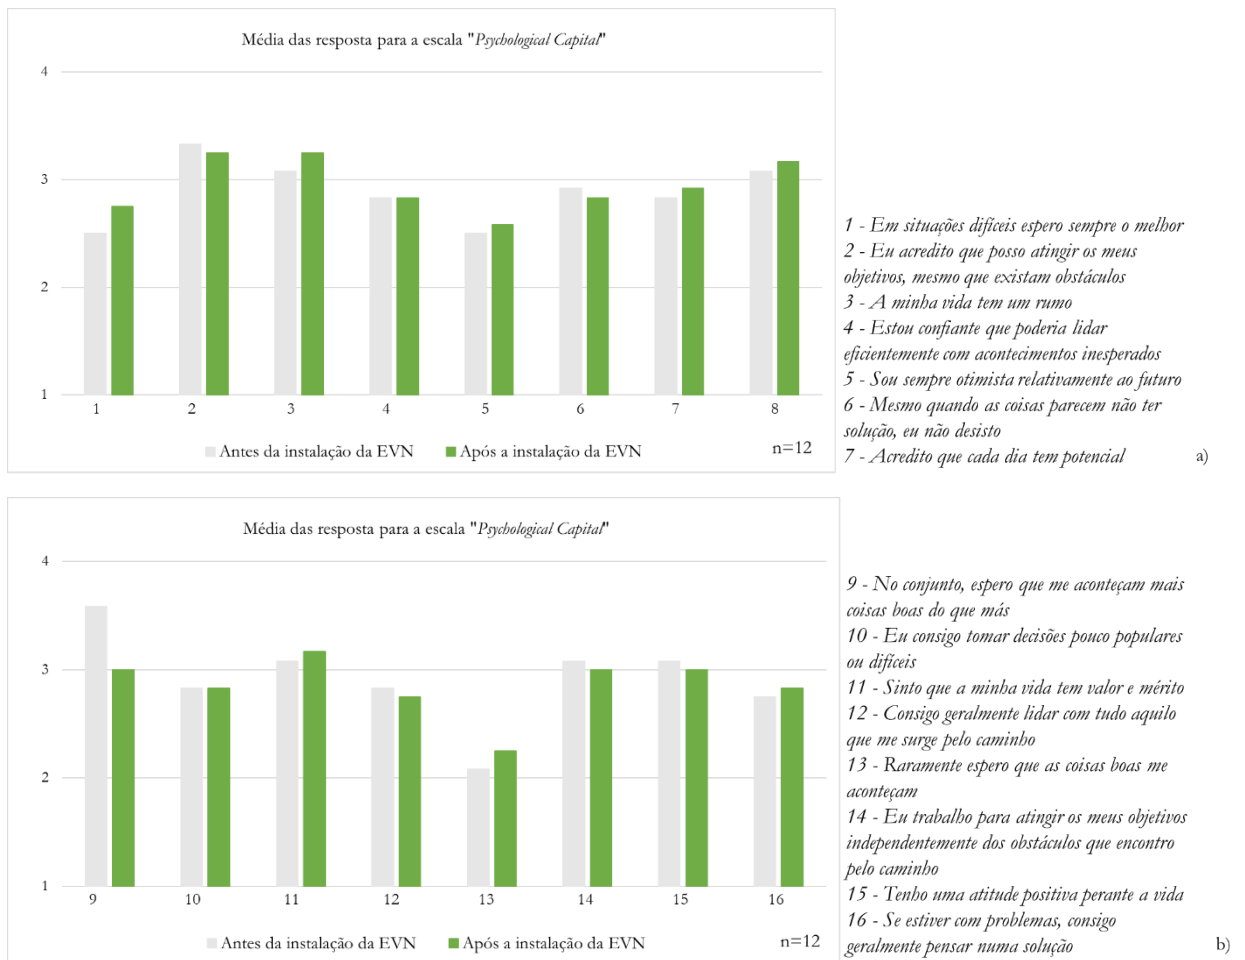 Média das resposta para a escala "Psychological Capital"
4
3
2
1
1 2 3 4 5 6 7 8
Antes da instalação da EVN Após a instalação da EVN n=12
1 - Em situações difíceis espero sempre o melhor
2 - Eu acredito que posso atingir os meus
objetivos, mesmo que existam obstáculos
3 - A minha vida tem um rumo
4 - Estou confiante que poderia lidar
eficientemente com acontecimentos inesperados
5 - Sou sempre otimista relativamente ao futuro
6 - Mesmo quando as coisas parecem não ter
solução, eu não desisto
7 - Acredito que cada dia tem potencial
a)
Média das resposta para a escala "Psychological Capital"
4
3
2
1
9 10 11 12 13 14 15 16
Antes da instalação da EVN Após a instalação da EVN n=12
9 - No conjunto, espero que me aconteçam mais
coisas boas do que más
10 - Eu consigo tomar decisões pouco populares
ou difíceis
11 - Sinto que a minha vida tem valor e mérito
12 - Consigo geralmente lidar com tudo aquilo
que me surge pelo caminho
13 - Raramente espero que as coisas boas me
aconteçam
14 - Eu trabalho para atingir os meus objetivos
independentemente dos obstáculos que encontro
pelo caminho
15 - Tenho uma atitude positiva perante a vida
16 - Se estiver com problemas, consigo
geralmente pensar numa solução
b)